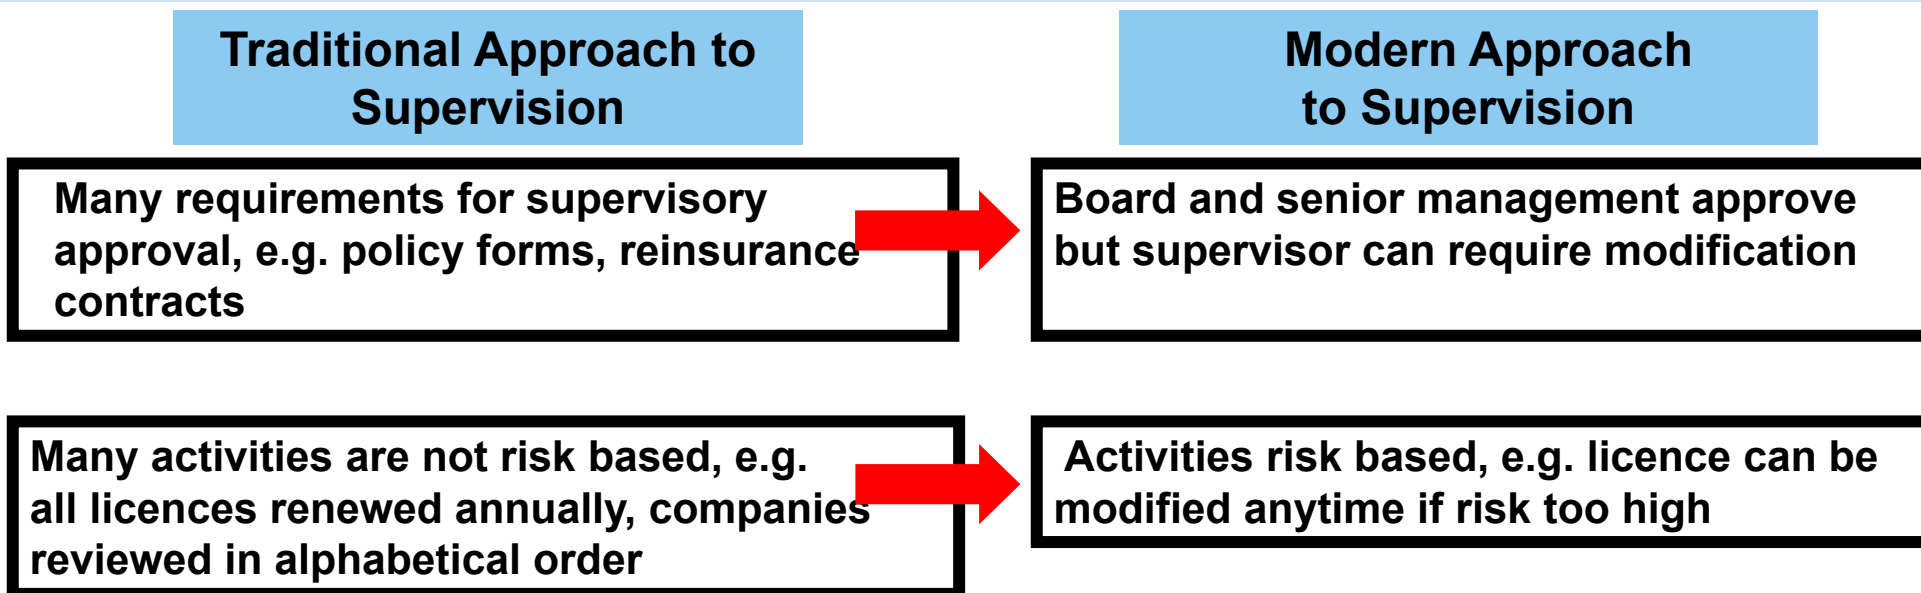 Traditional Approach to
Supervision
Modern Approach
to Supervision
Many requirements for supervisory
approval, e.g. policy forms, reinsurance
contracts
Board and senior management approve
but supervisor can require modification
Many activities are not risk based, e.g.
all licences renewed annually, companies
reviewed in alphabetical order
Activities risk based, e.g. licence can be
modified anytime if risk too high